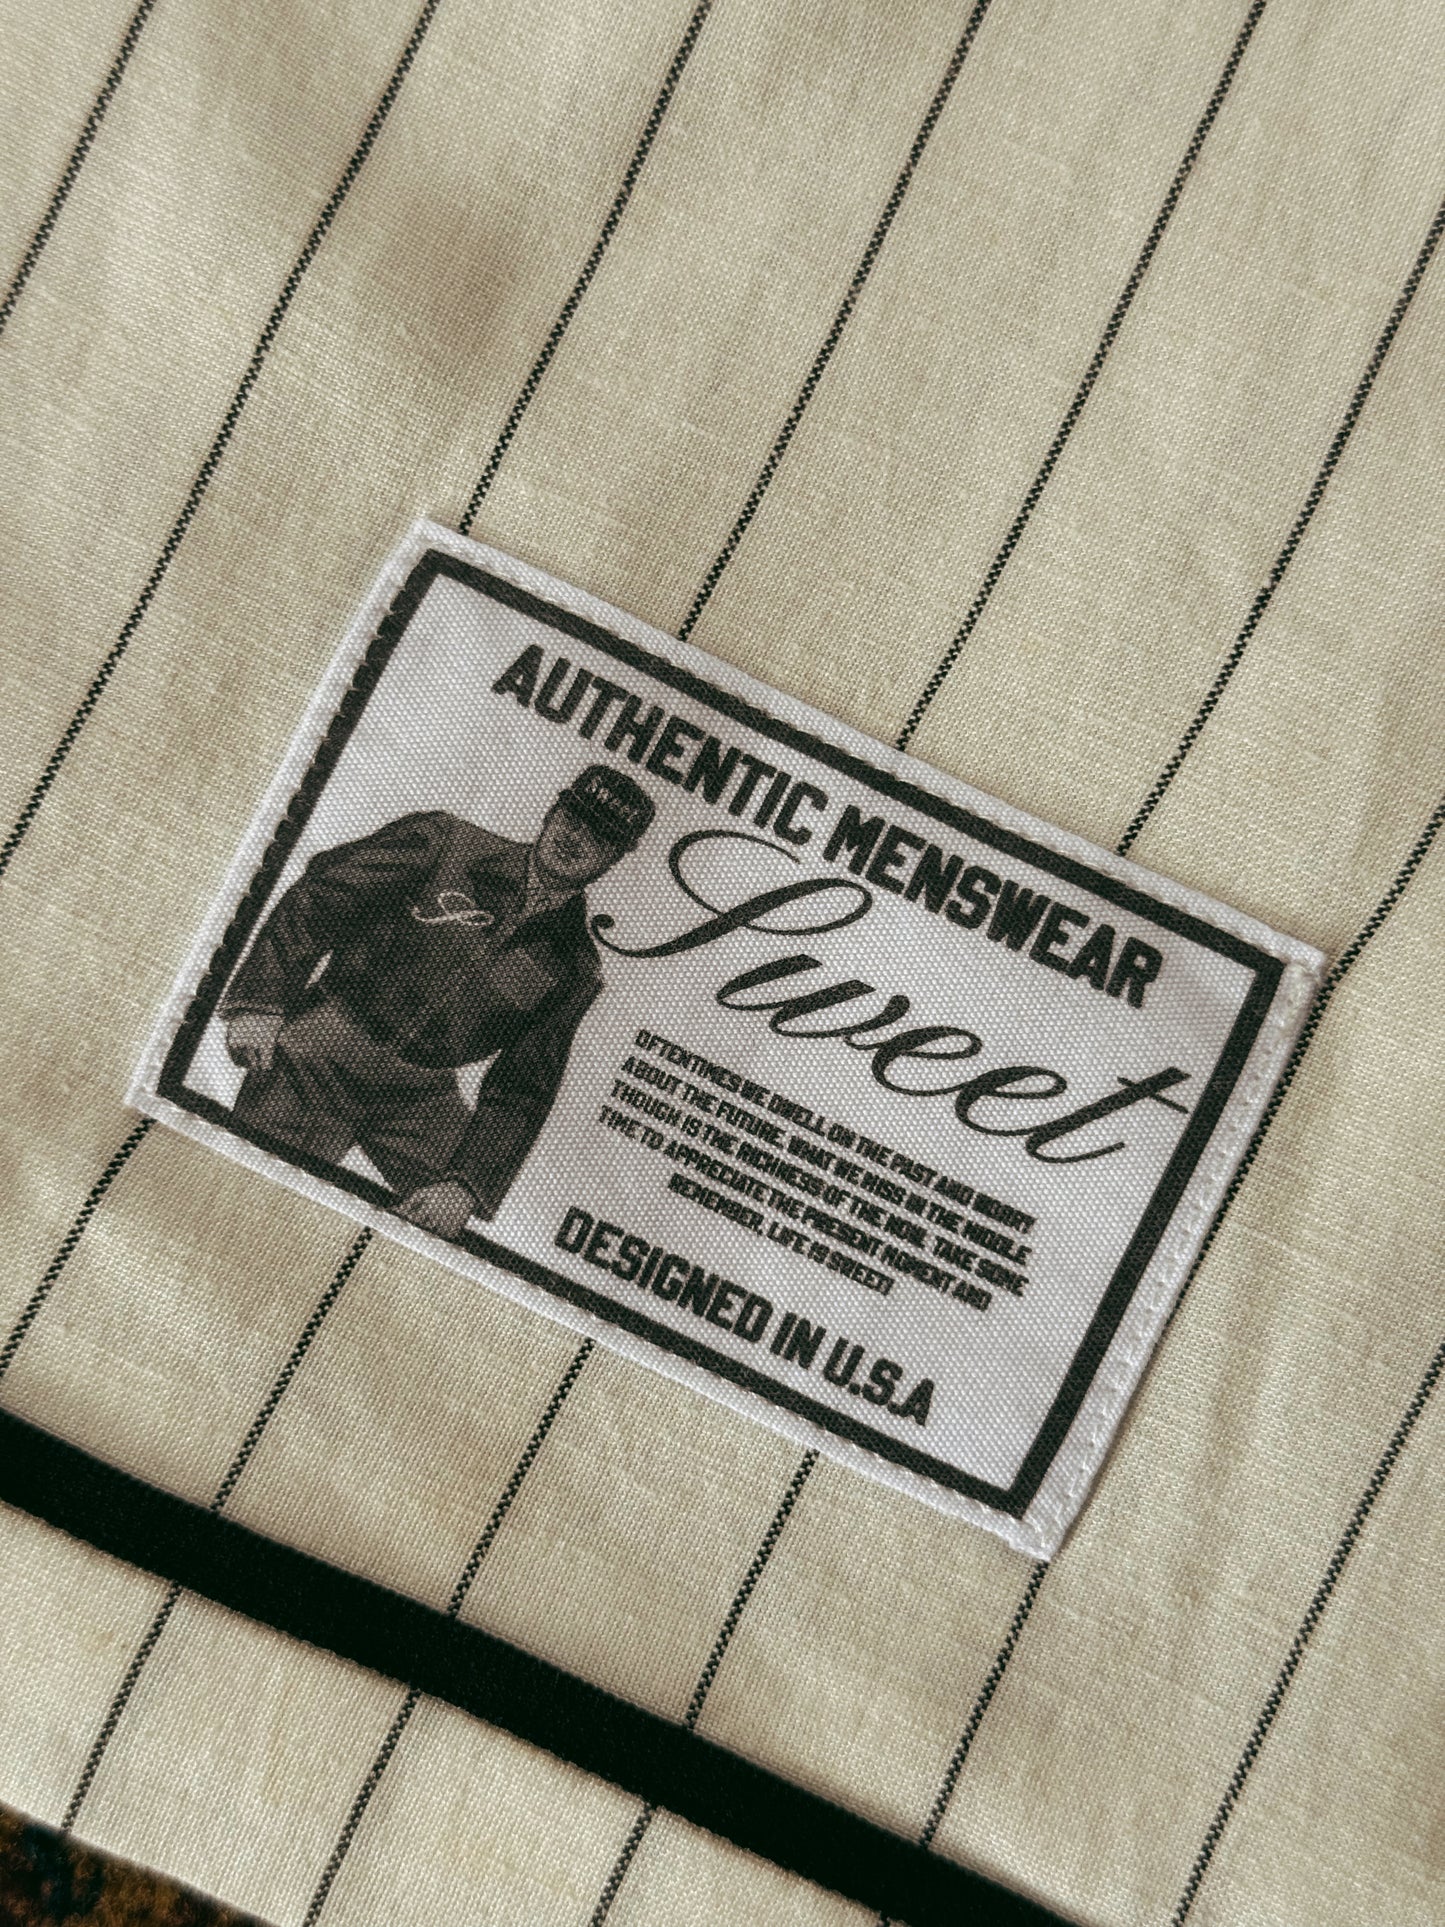 AUTHENTIC MENSWEAR
Sweet
Sweet
OFTENTIMES WE DWELL ON THE PAST AND WORRY
ABOUT THE FUTURE. WHAT WE MISS IN THE MIDDLE
THOUGH IS THE RICHNESS OF THE NOW. TAKE SOME
TIME TO APPRECIATE THE PRESENT MOMENT AND
REMEMBER, LIFE IS SWEET!
DESIGNED IN U.S.A